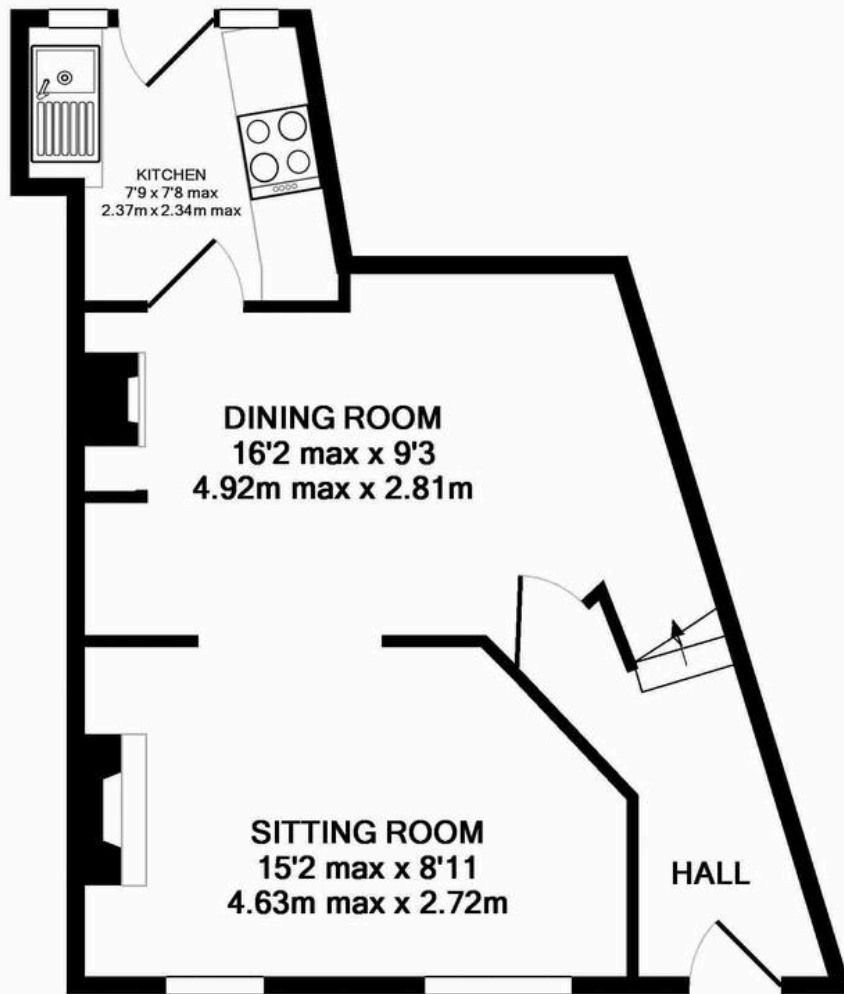 KITCHEN
7'9 x 7'8 max
2.37m x 2.34m max
DINING ROOM
16'2 max x 9'3
4.92m max x 2.81m
SITTING ROOM
15'2 max x 8'11
4.63m max x 2.72m
HALL